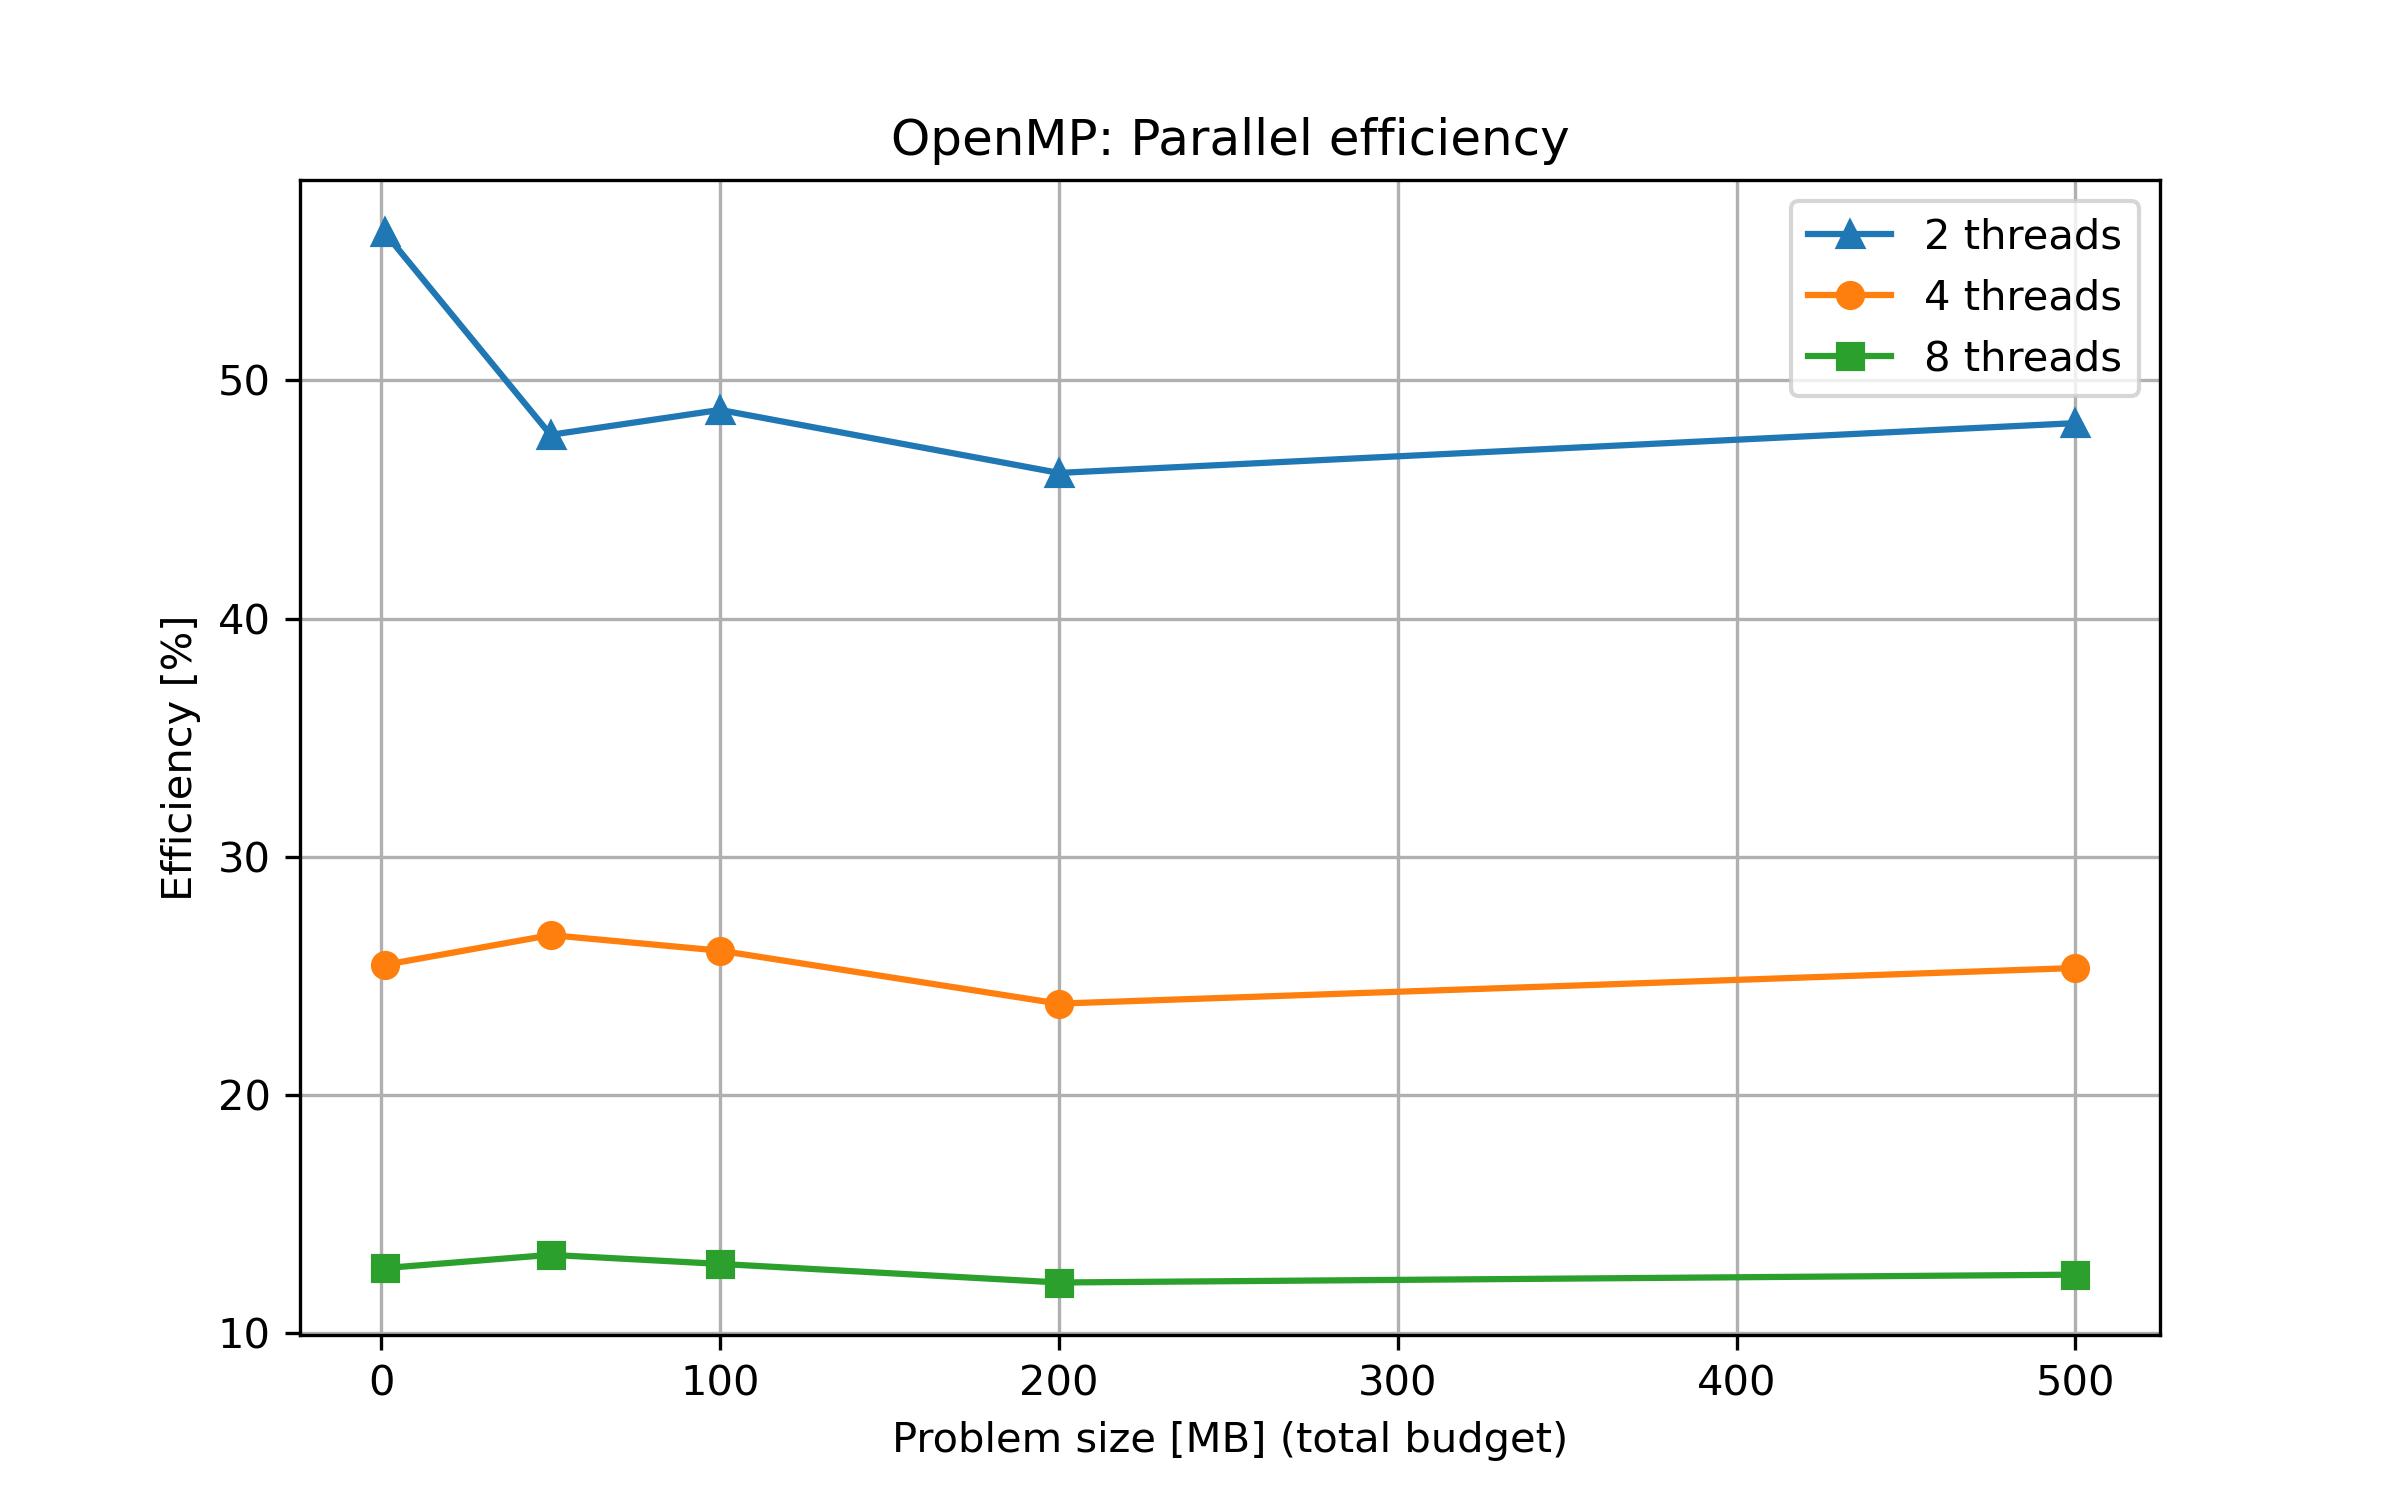 OpenMP: Parallel efficiency
2 threads
4 threads
8 threads
Efficiency [%]
50
40
30
20
10
0 100 200 300 400 500
Problem size [MB] (total budget)